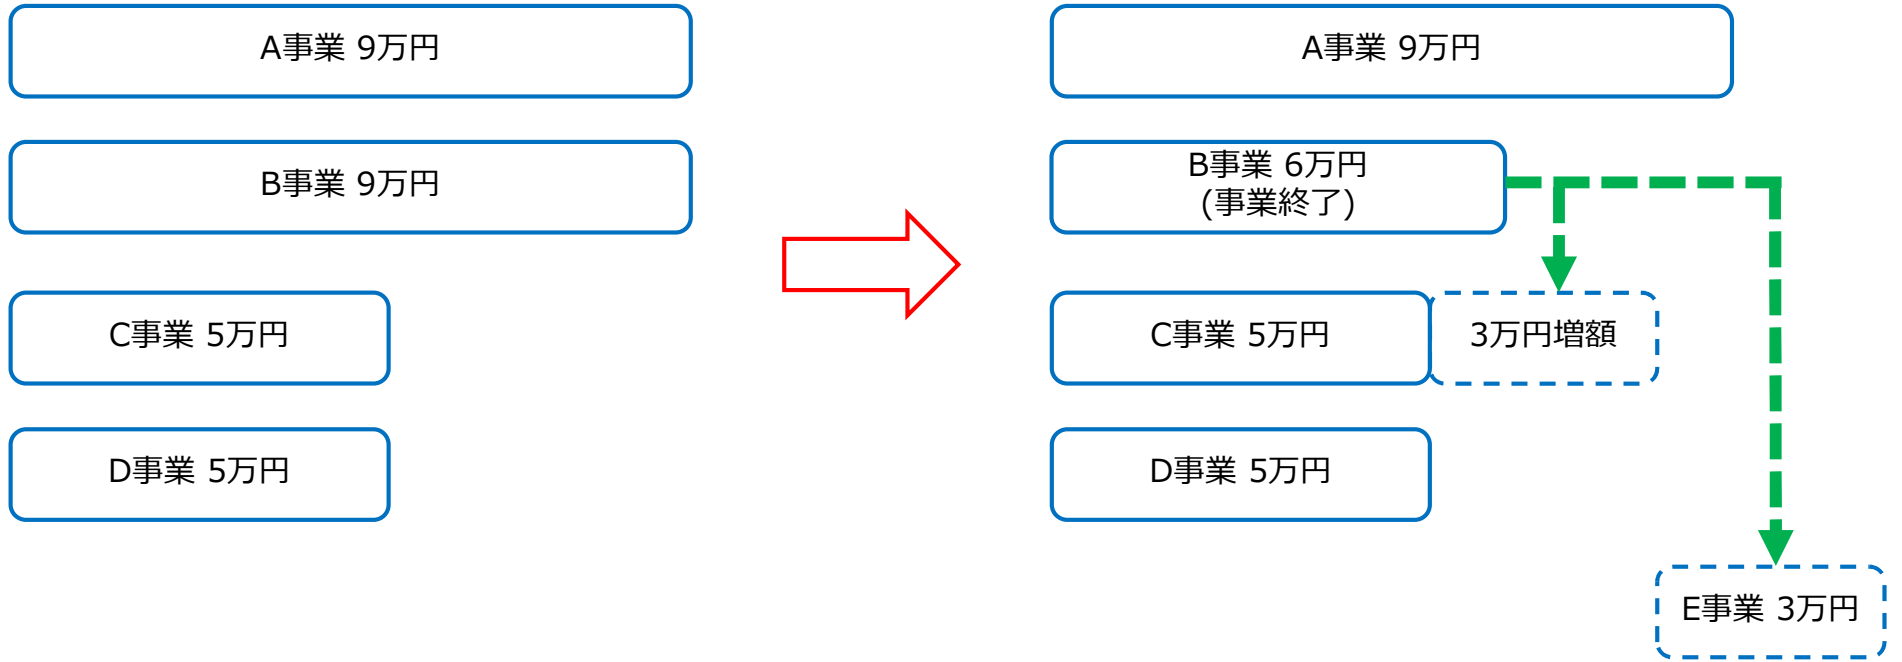 A事業 9万円
B事業 9万円
C事業 5万円
D事業 5万円
A事業 9万円
B事業 6万円
(事業終了)
C事業 5万円
3万円増額
D事業 5万円
E事業 3万円